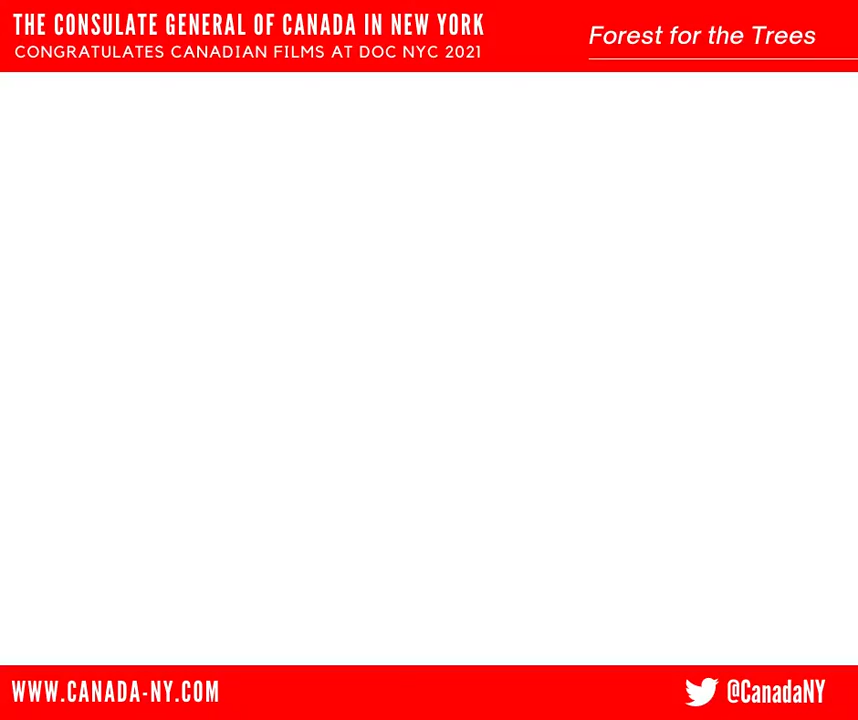 THE CONSULATE GENERAL OF CANADA IN NEW YORK
CONGRATULATES CANADIAN FILMS AT DOC NYC 2021
Forest for the Trees
WWW.CANADA-NY.COM
@CanadaNY